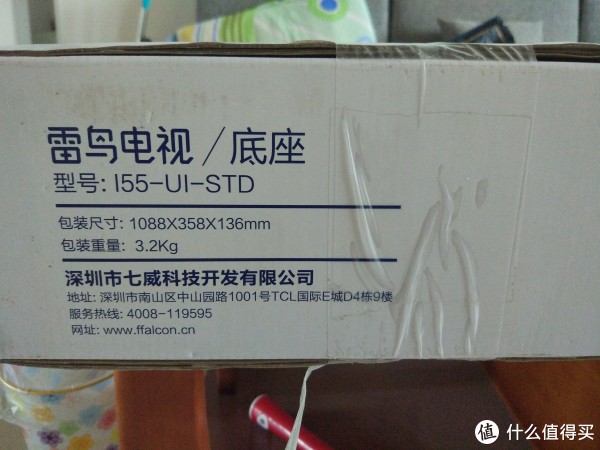 雷鸟电视/底座
型号: I55-UI-STD
包装尺寸: 1088X358X136mm
包装重量: 3.2Kg
深圳市七威科技开发有限公司
地址: 深圳市南山区中山园路1001号TCL国际E城D4栋9楼
服务热线: 4008-119595
网址: www.ffalcon.cn
值 什么值得买